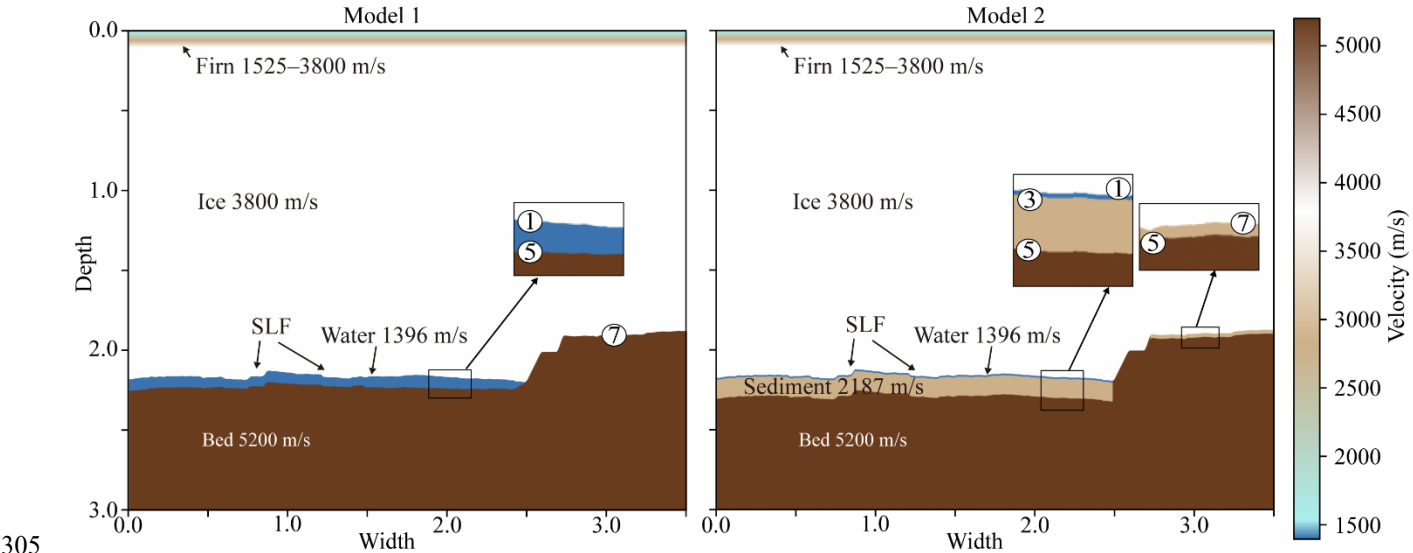 Model 1
Model 2
0.0
Firn 1525–3800 m/s
Firn 1525–3800 m/s
5000
4500
1.0
Ice 3800 m/s
Ice 3800 m/s
1
5
3
1
5
7
5
4000
3500
Depth
Velocity (m/s)
SLF
Water 1396 m/s
7
SLF
Water 1396 m/s
3000
2.0
Sediment 2187 m/s
2500
Bed 5200 m/s
Bed 5200 m/s
2000
1500
3.0
0.0
1.0
2.0
3.0
0.0
1.0
2.0
3.0
Width
Width
305